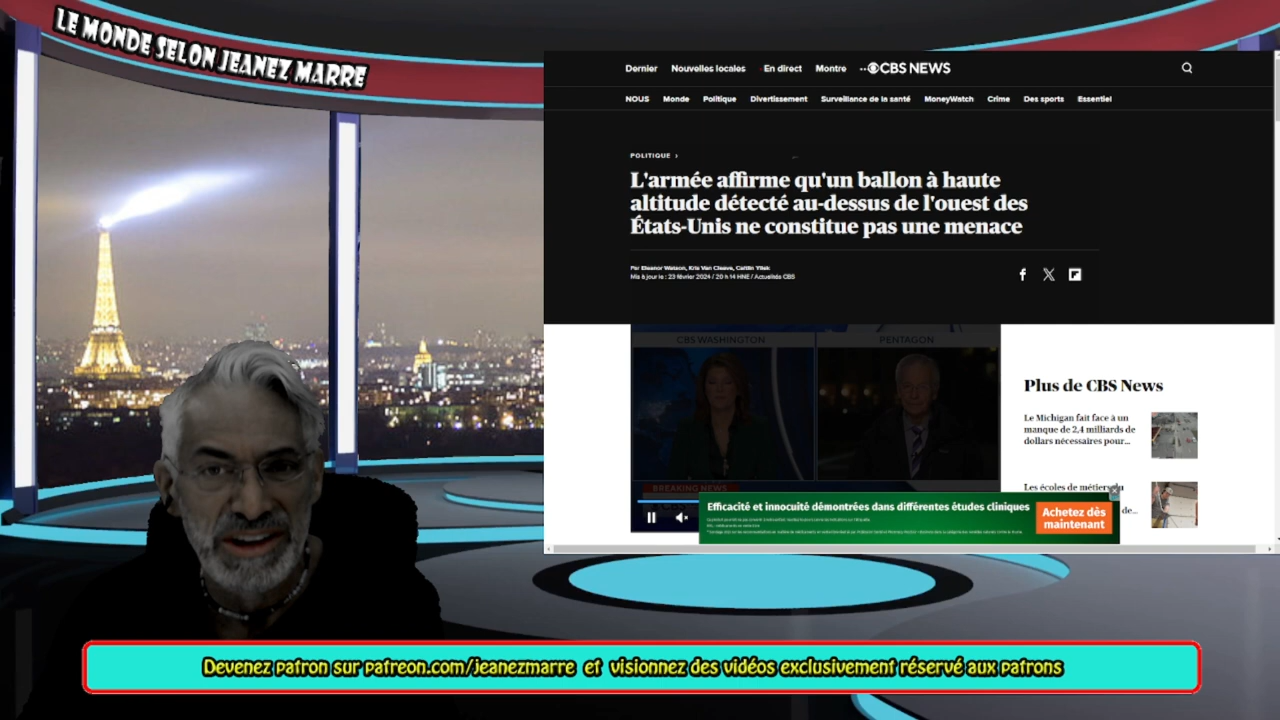 LE MONDE SELON JEANEZ MARRE
Dernier Nouvelles locales En direct Montre CBS NEWS
NOUS Monde Politique Divertissement Surveillance de la santé MoneyWatch Crime Des sports Essentiel
POLITIQUE ›
L'armée affirme qu'un ballon à haute
altitude détecté au-dessus de l'ouest des
États-Unis ne constitue pas une menace
Par Eleanor Watson, Kris Van Cleave, Caitlin Yilek
Mis à jour le : 23 février 2024 / 20 h 14 HNE / Actualités CBS
CBS WASHINGTON PENTAGON
BREAKING NEWS
Plus de CBS News
Le Michigan fait face à un
manque de 2,4 milliards de
dollars nécessaires pour...
Les écoles de métiers du
de...
Efficacité et innocuité démontrées dans différentes études cliniques
Achetez dès
maintenant
Devenez patron sur patreon.com/jeanezmarre et visionnez des vidéos exclusivement réservé aux patrons